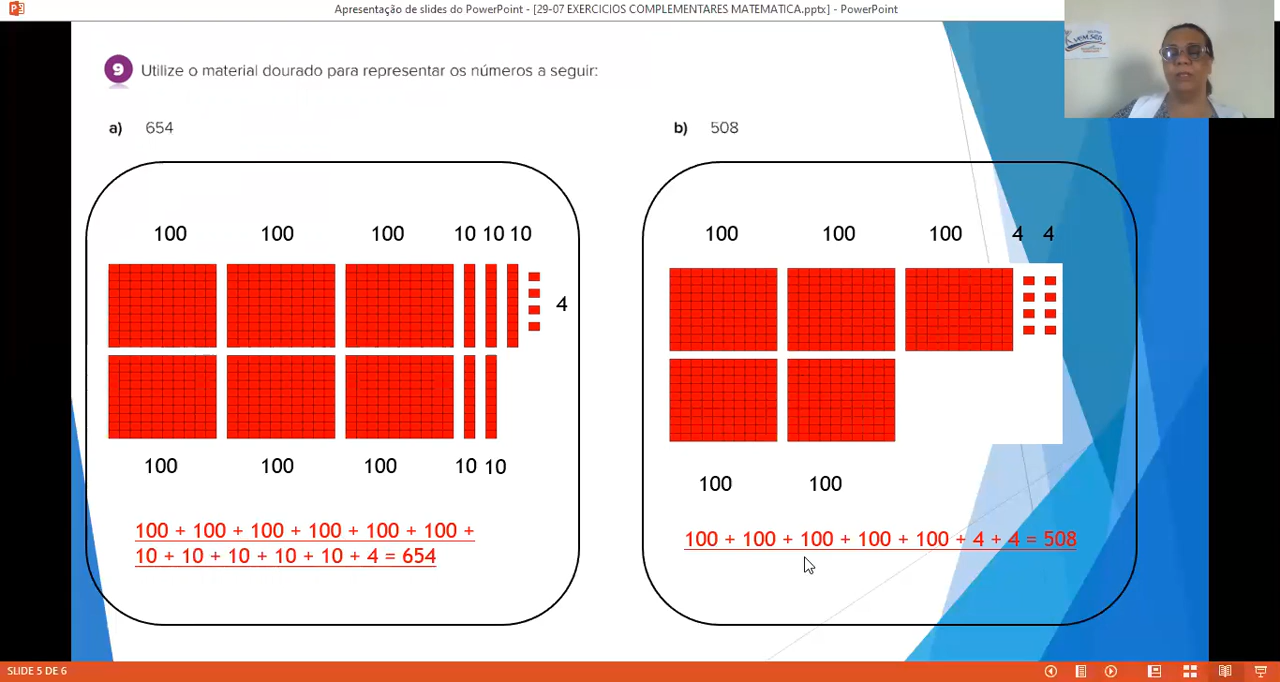 Apresentação de slides do PowerPoint - [29-07 EXERCICIOS COMPLEMENTARES MATEMATICA.pptx] - PowerPoint
9 Utilize o material dourado para representar os números a seguir:
a) 654
100 100 100 10 10 10
4
100 100 100 10 10
100 + 100 + 100 + 100 + 100 + 100 +
10 + 10 + 10 + 10 + 10 + 4 = 654
b) 508
100 100 100 4 4
100 100
100 + 100 + 100 + 100 + 100 + 4 + 4 = 508
SLIDE 5 DE 6